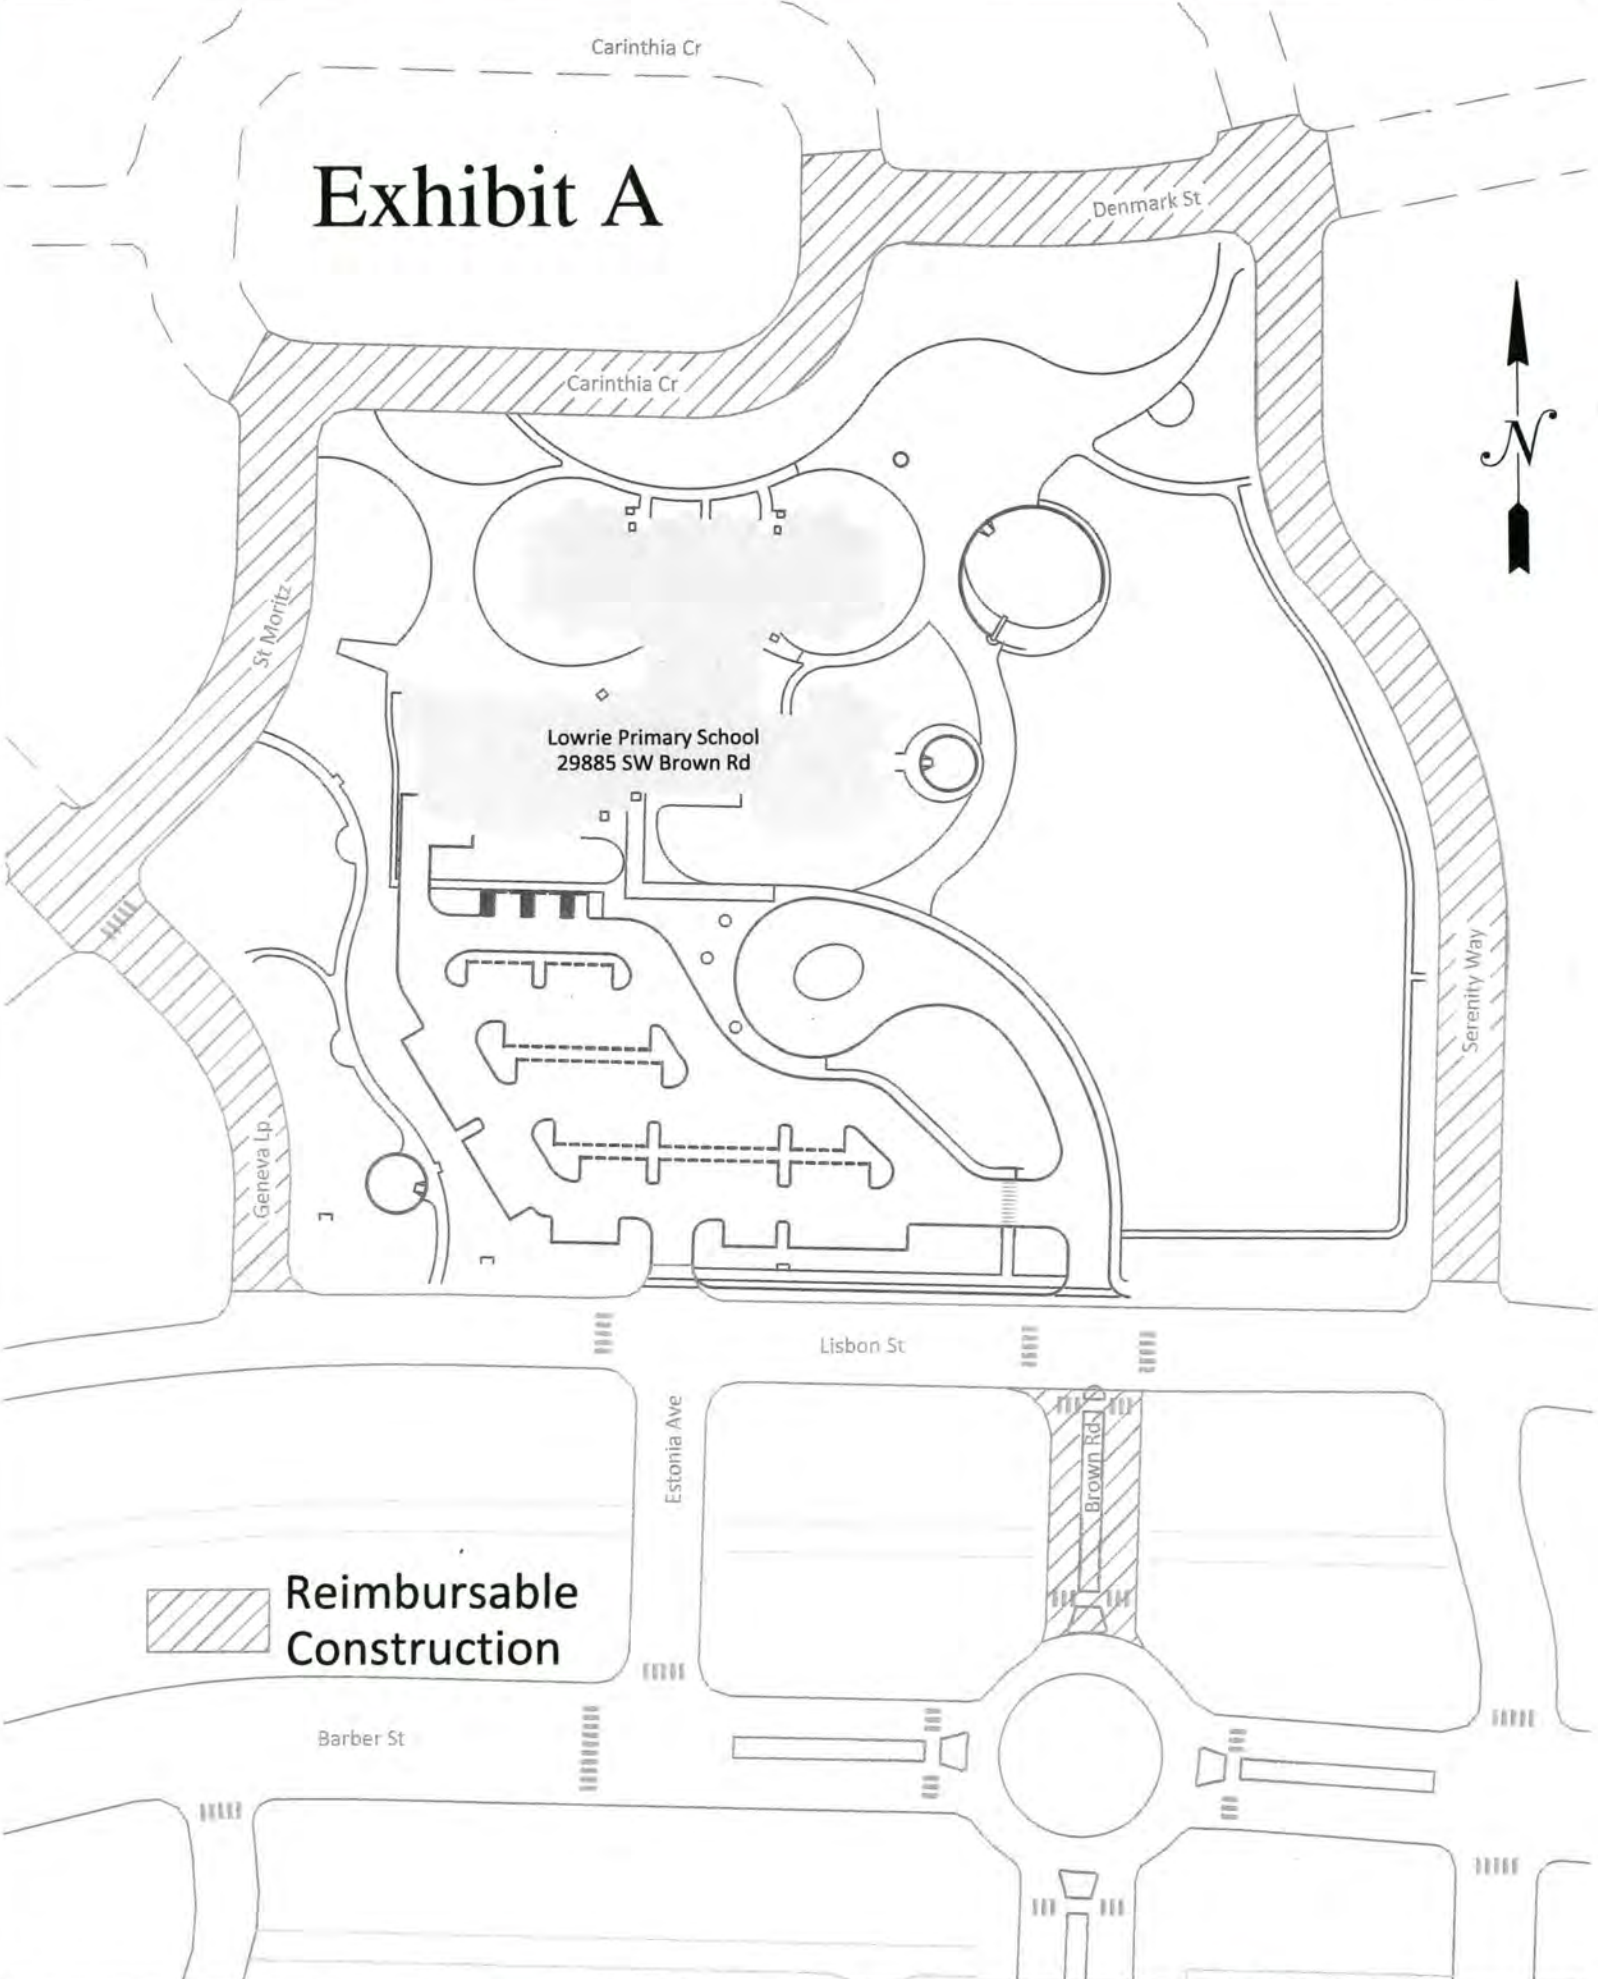 Carinthia Cr
Exhibit A
Denmark St
Carinthia Cr
N
St Moritz
Lowrie Primary School
29885 SW Brown Rd
Serenity Way
Geneva Lp
Lisbon St
Estonia Ave
Brown Rd
Reimbursable
Construction
Barber St